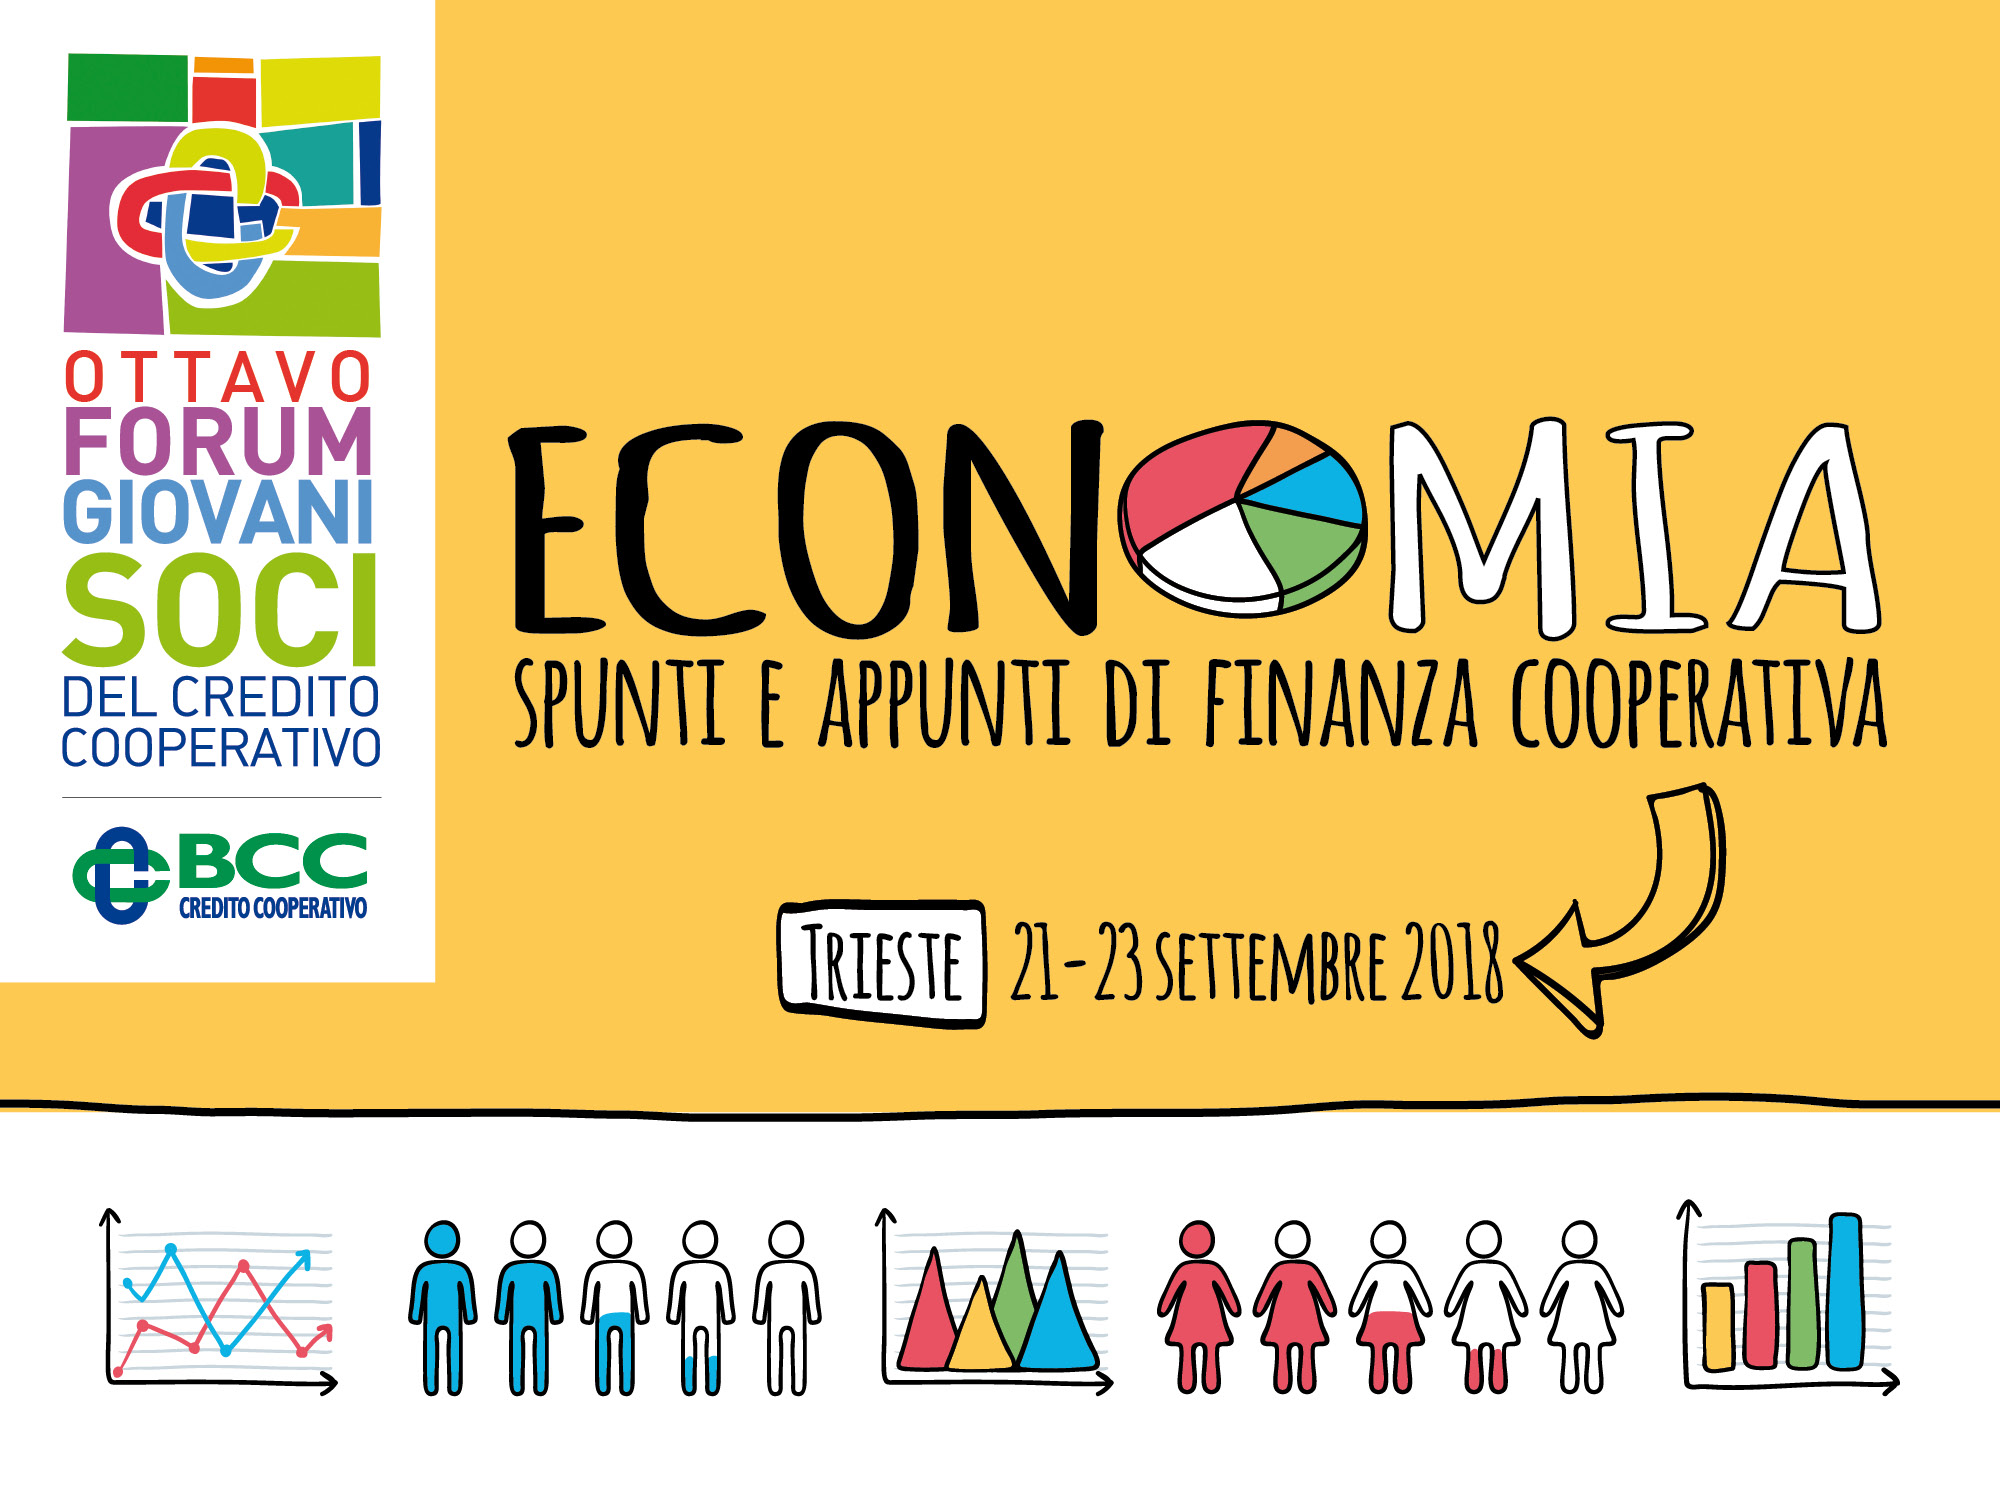 OTTAVO
FORUM
GIOVANI
SOCI
DEL CREDITO
COOPERATIVO
BCC
CREDITO COOPERATIVO
ECONOMIA
SPUNTI E APPUNTI DI FINANZA COOPERATIVA
TRIESTE 21-23 SETTEMBRE 2018